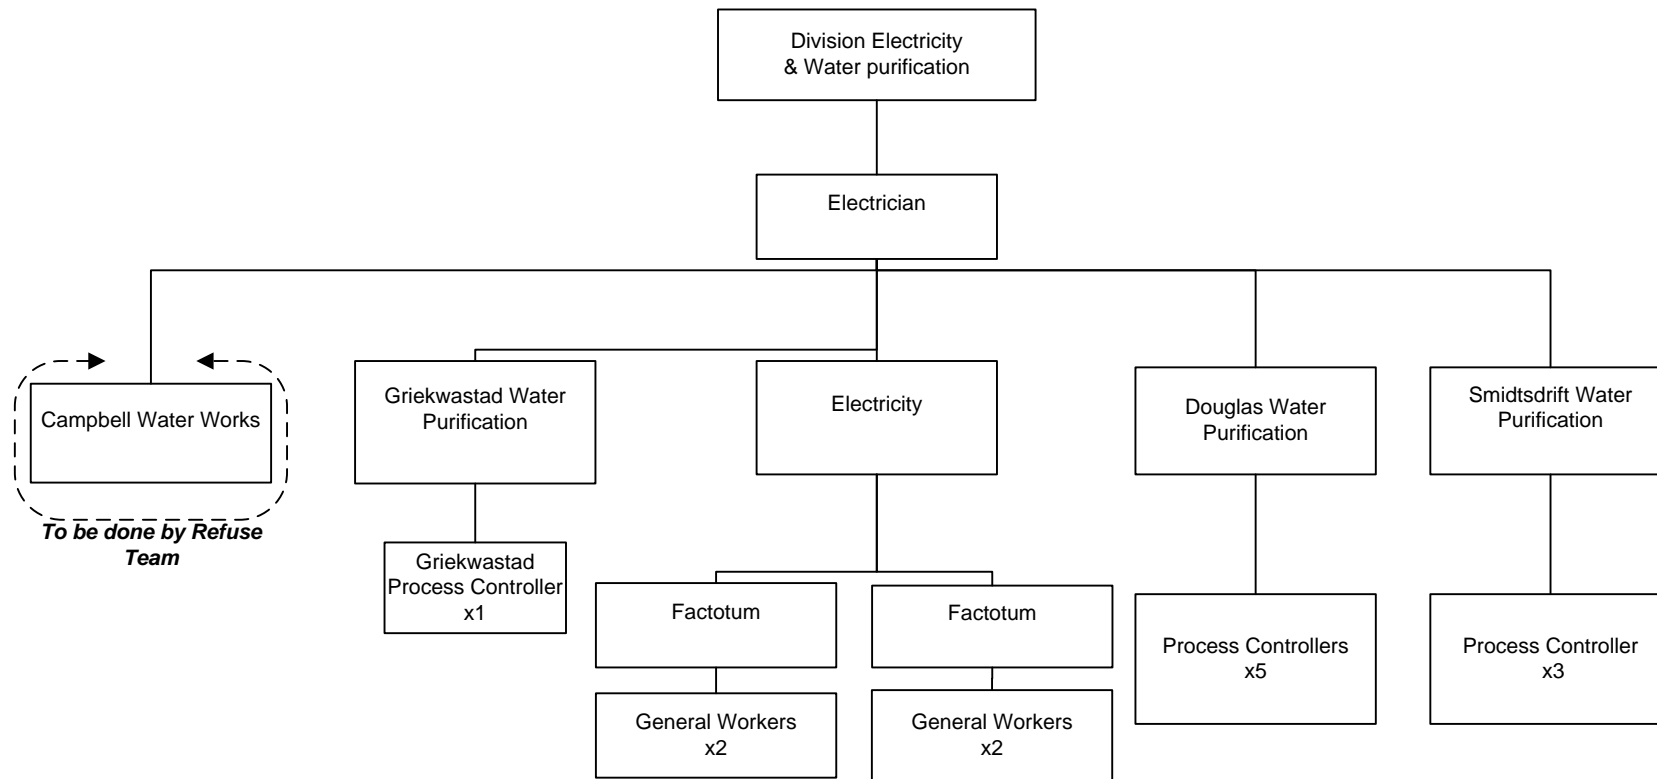 Division Electricity
& Water purification
Electrician
Campbell Water Works
To be done by Refuse
Team
Griekwastad Water
Purification
Griekwastad
Process Controller
x1
Electricity
Factotum
General Workers
x2
Factotum
General Workers
x2
Douglas Water
Purification
Process Controllers
x5
Smidtsdrift Water
Purification
Process Controller
x3